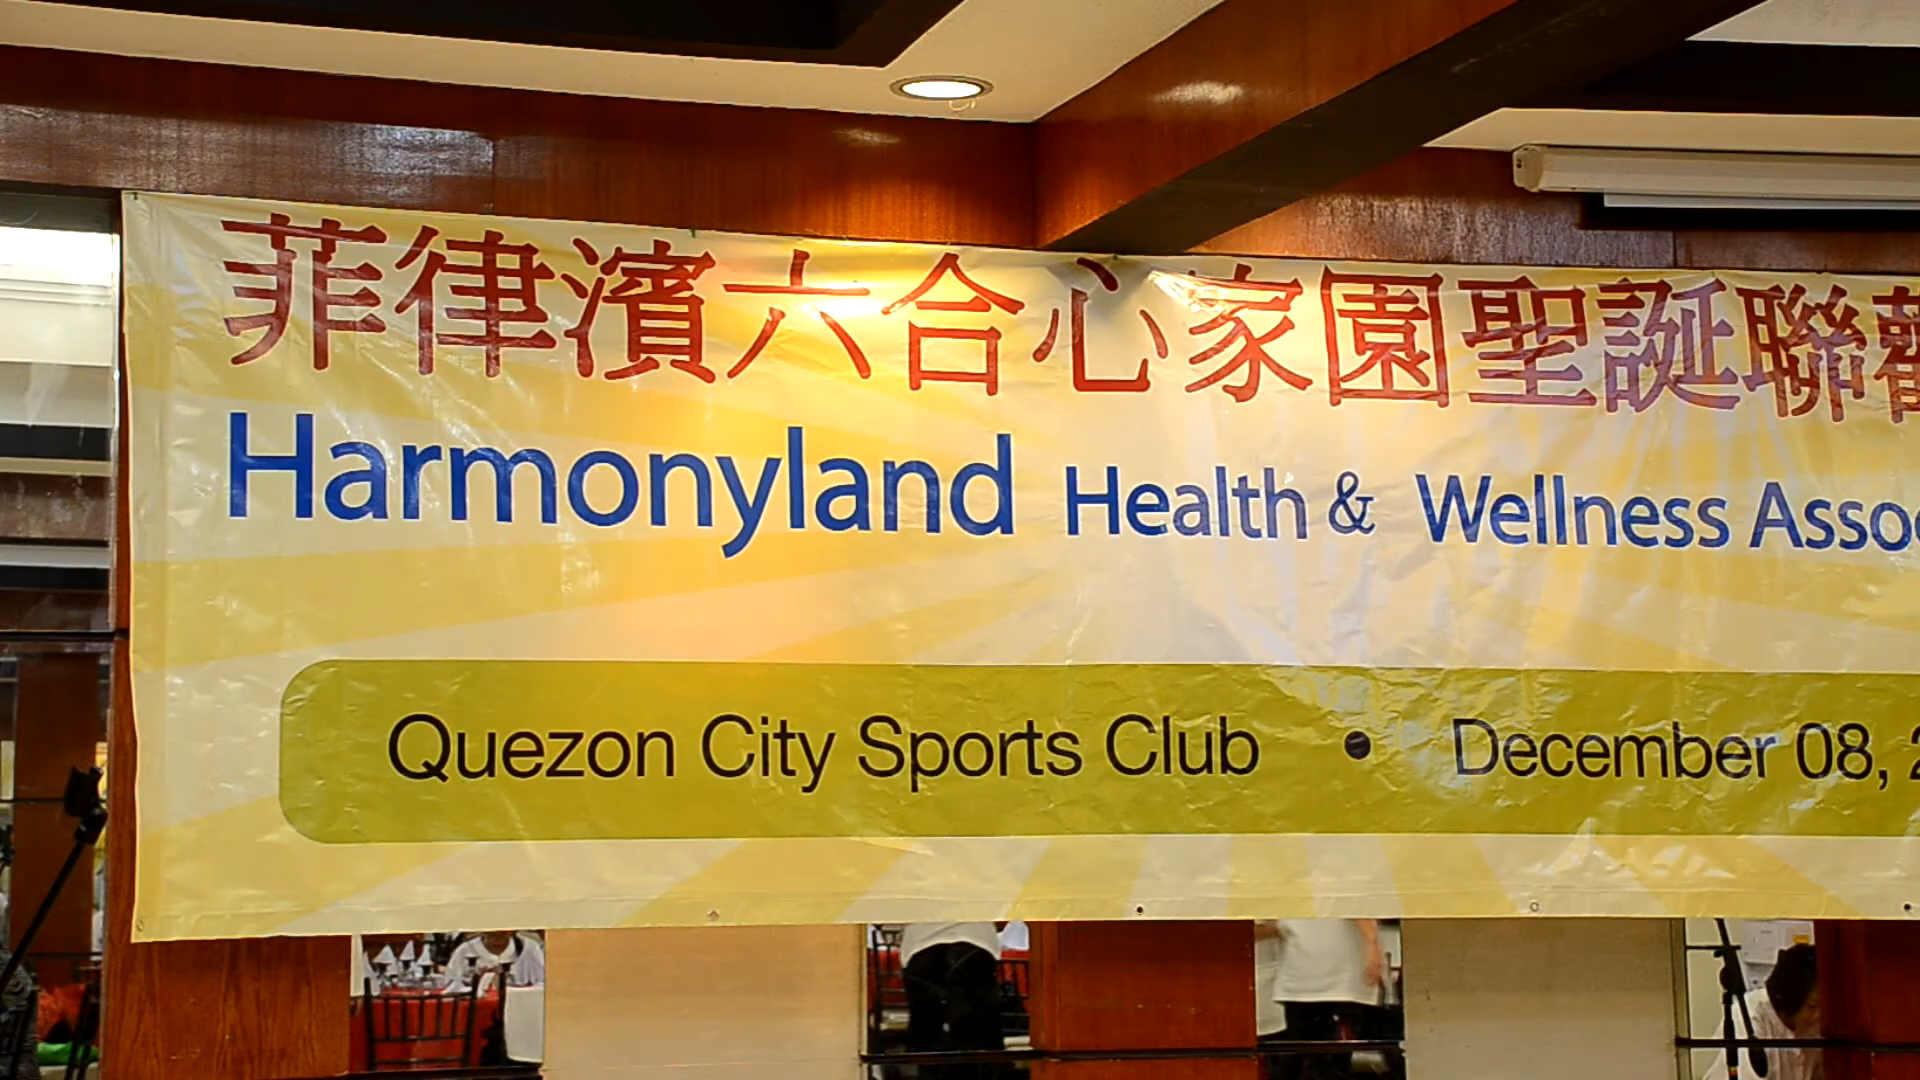 菲律濱六合心家園聖誕聯歡
Harmonyland Health & Wellness Asso
Quezon City Sports Club • December 08, 2